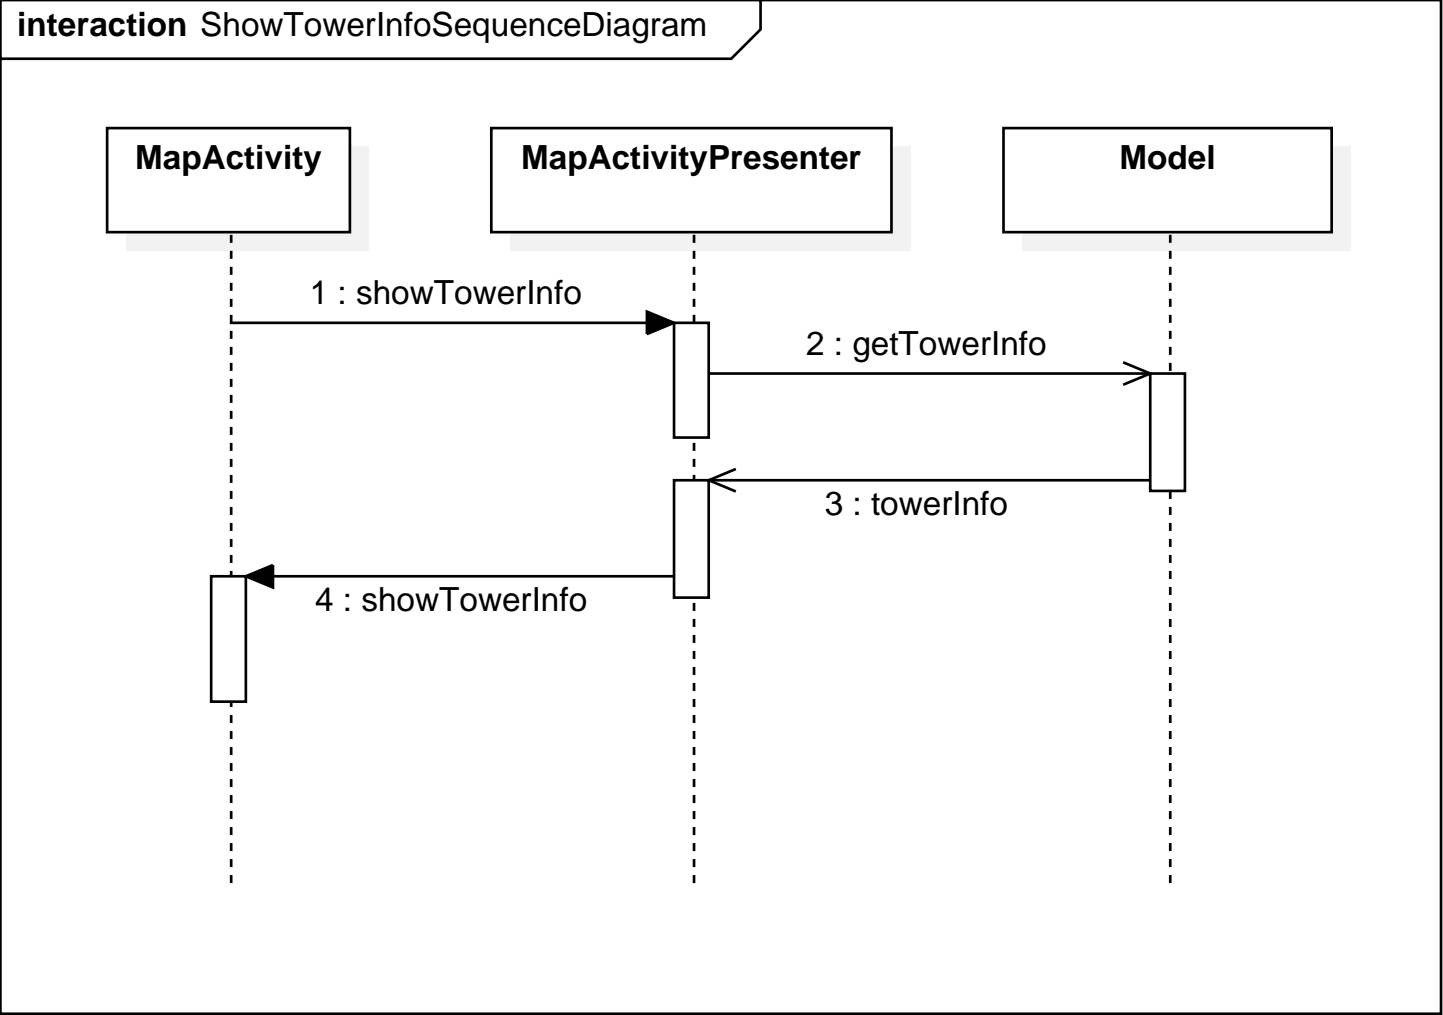 interaction ShowTowerInfoSequenceDiagram
MapActivity
MapActivityPresenter
Model
1 : showTowerInfo
2 : getTowerInfo
3 : towerInfo
4 : showTowerInfo